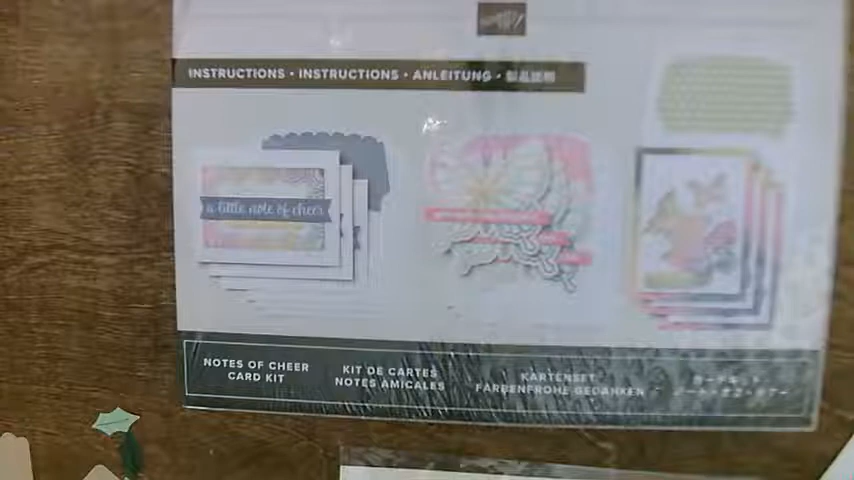 INSTRUCTIONS • INSTRUCTIONS • ANLEITUNG •
a little note of cheer
NOTES OF CHEER
CARD KIT
KIT DE CARTES
NOTES AMICALES
KARTENSET
FARBENFROHE GEDANKEN